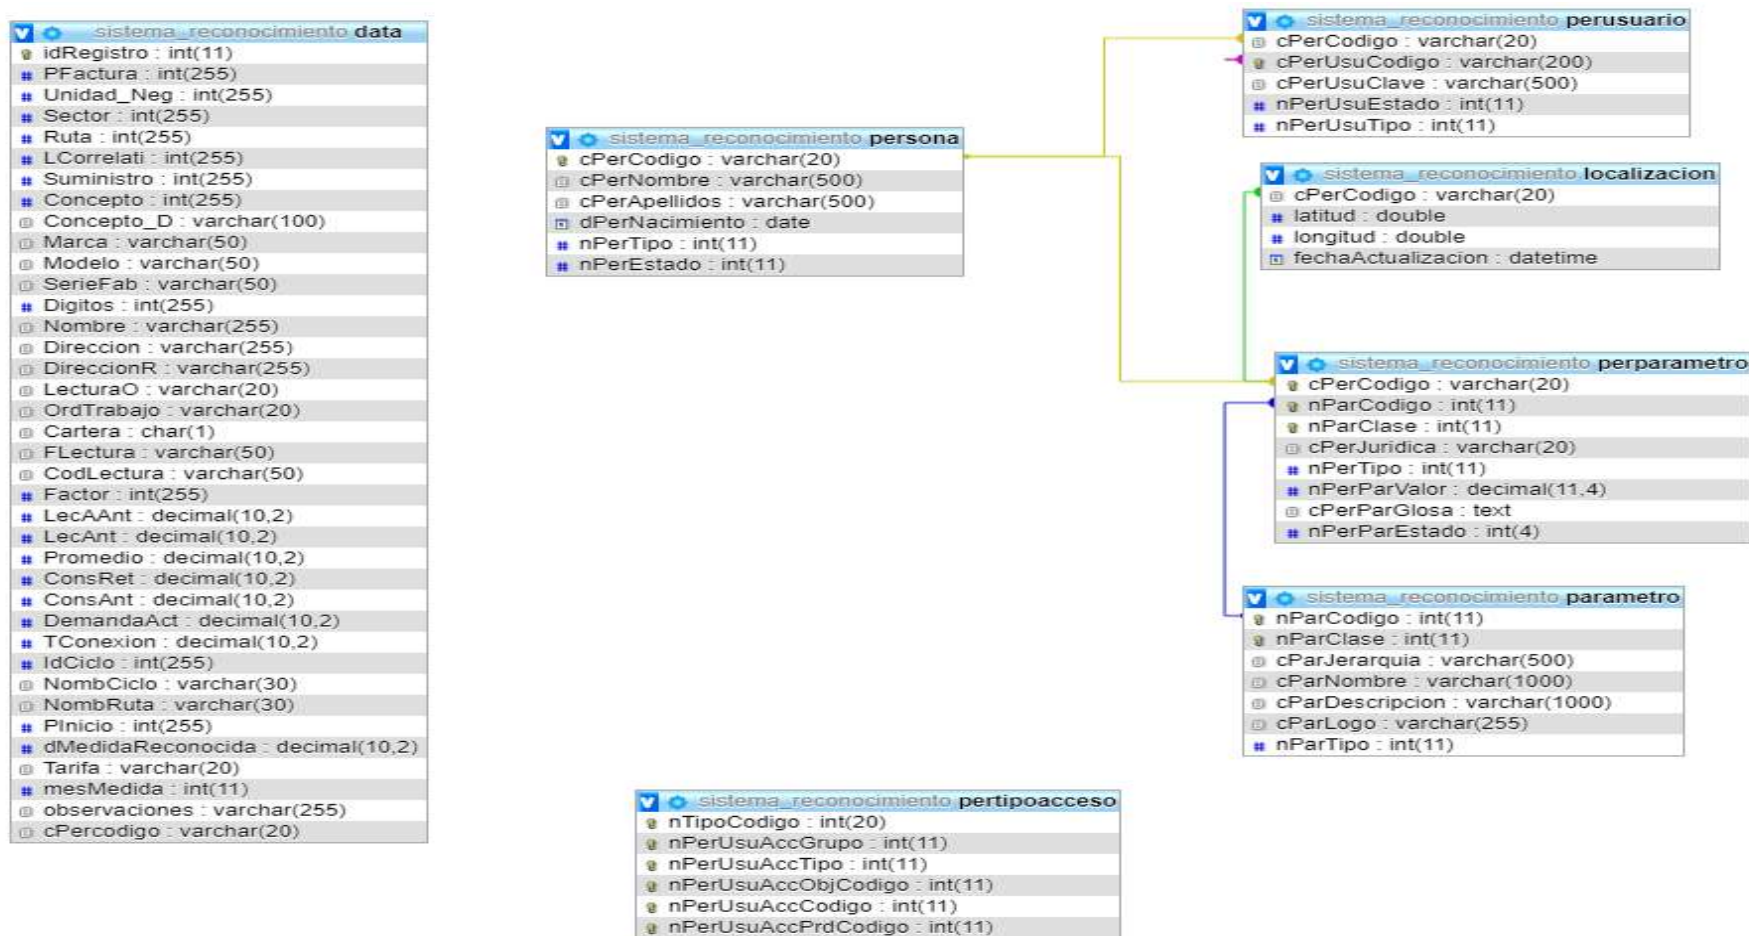 sistema_reconocimiento data
idRegistro : int(11)
PFactura : int(255)
Unidad_Neg : int(255)
Sector : int(255)
Ruta : int(255)
LCorrelati : int(255)
Suministro : int(255)
Concepto : int(255)
Concepto_D : varchar(100)
Marca : varchar(50)
Modelo : varchar(50)
SerieFab : varchar(50)
Digitos : int(255)
Nombre : varchar(255)
Direccion : varchar(255)
DireccionR : varchar(255)
LecturaO : varchar(20)
OrdTrabajo : varchar(20)
Cartera : char(1)
FLectura : varchar(50)
CodLectura : varchar(50)
Factor : int(255)
LecAAnt : decimal(10,2)
LecAnt : decimal(10,2)
Promedio : decimal(10,2)
ConsRet : decimal(10,2)
ConsAnt : decimal(10,2)
DemandaAct : decimal(10,2)
TConexion : decimal(10,2)
IdCiclo : int(255)
NombCiclo : varchar(30)
NombRuta : varchar(30)
PInicio : int(255)
dMedidaReconocida : decimal(10,2)
Tarifa : varchar(20)
mesMedida : int(11)
observaciones : varchar(255)
cPercodigo : varchar(20)
sistema_reconocimiento persona
cPerCodigo : varchar(20)
cPerNombre : varchar(500)
cPerApellidos : varchar(500)
dPerNacimiento : date
nPerTipo : int(11)
nPerEstado : int(11)
sistema_reconocimiento perusuario
cPerCodigo : varchar(20)
cPerUsuCodigo : varchar(200)
cPerUsuClave : varchar(500)
nPerUsuEstado : int(11)
nPerUsuTipo : int(11)
sistema_reconocimiento localizacion
cPerCodigo : varchar(20)
latitud : double
longitud : double
fechaActualizacion : datetime
sistema_reconocimiento perparametro
cPerCodigo : varchar(20)
nParCodigo : int(11)
nParClase : int(11)
cPerJuridica : varchar(20)
nPerTipo : int(11)
nPerParValor : decimal(11,4)
cPerParGlosa : text
nPerParEstado : int(4)
sistema_reconocimiento parametro
nParCodigo : int(11)
nParClase : int(11)
cParJerarquia : varchar(500)
cParNombre : varchar(1000)
cParDescripcion : varchar(1000)
cParLogo : varchar(255)
nParTipo : int(11)
sistema_reconocimiento pertipoacceso
nTipoCodigo : int(20)
nPerUsuAccGrupo : int(11)
nPerUsuAccTipo : int(11)
nPerUsuAccObjCodigo : int(11)
nPerUsuAccCodigo : int(11)
nPerUsuAccPrdCodigo : int(11)